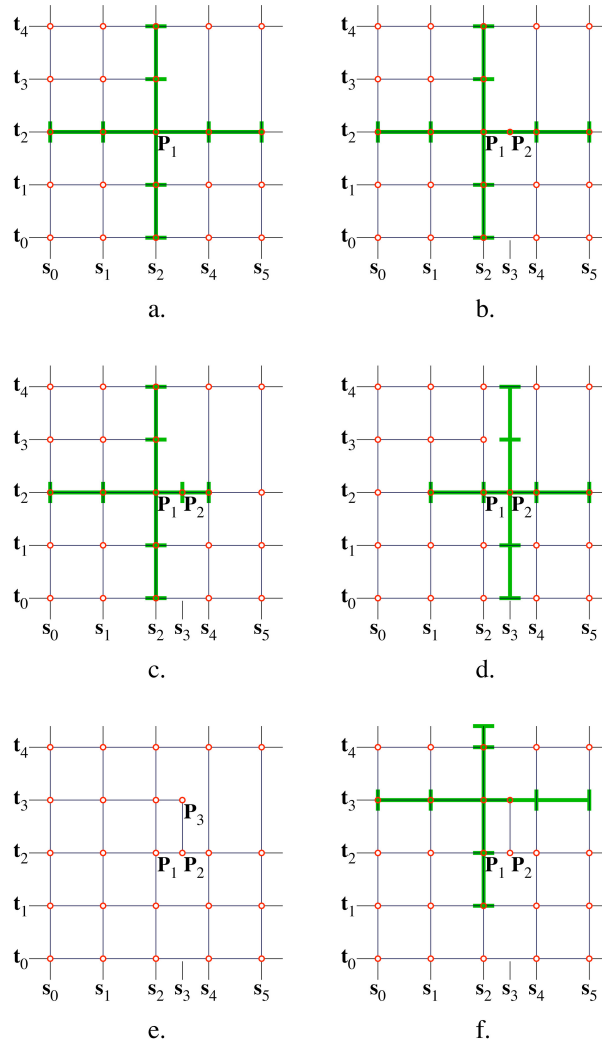 t4 t4
t3 t3
t2 P1 t2 P1 P2
t1 t1
t0 t0
s0 s1 s2 s4 s5 s0 s1 s2 s3 s4 s5
a. b.
t4 t4
t3 t3
t2 P1 P2 t2 P1 P2
t1 t1
t0 t0
s0 s1 s2 s3 s4 s5 s0 s1 s2 s3 s4 s5
c. d.
t4 t4
t3 P3 t3
t2 P1 P2 t2 P1 P2
t1 t1
t0 t0
s0 s1 s2 s3 s4 s5 s0 s1 s2 s3 s4 s5
e. f.